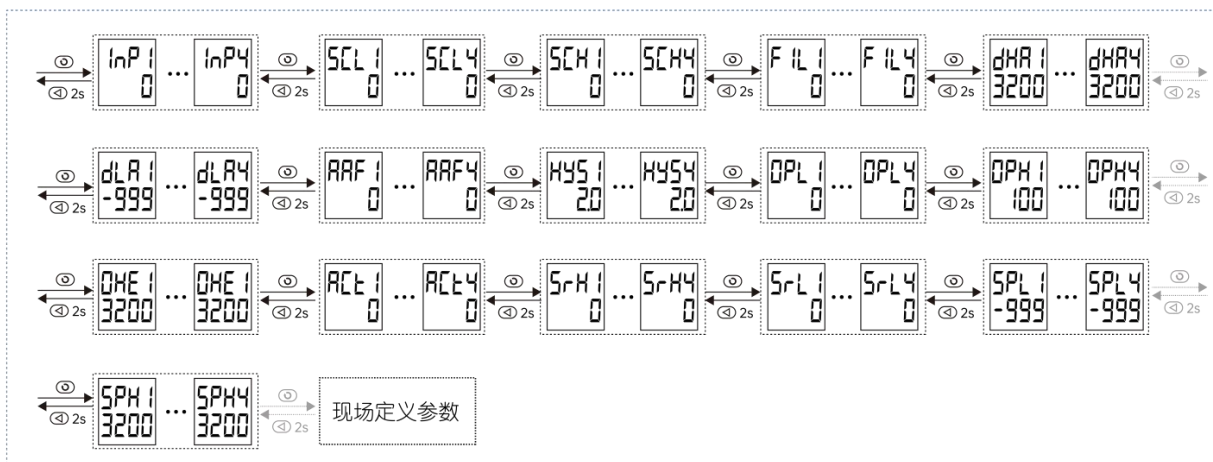 InP1 ... InP4 SCL1 ... SCL4 SCH1 ... SCH4 FIL1 ... FIL4 dHA1 ... dHA4
0 0 0 0 0 0 0 0 3200 3200
2s 2s 2s 2s 2s 2s
dLA1 ... dLA4 AAF1 ... AAF4 HYS1 ... HYS4 OPL1 ... OPL4 OPH1 ... OPH4
-999 -999 0 0 2.0 2.0 0 0 100 100
2s 2s 2s 2s 2s 2s
OHE1 ... OHE1 ACt1 ... ACt4 SrH1 ... SrH4 SrL1 ... SrL4 SPL1 ... SPL4
3200 3200 0 0 0 0 0 0 -999 -999
2s 2s 2s 2s 2s 2s
SPH1 ... SPH4
3200 3200
2s 2s
现场定义参数